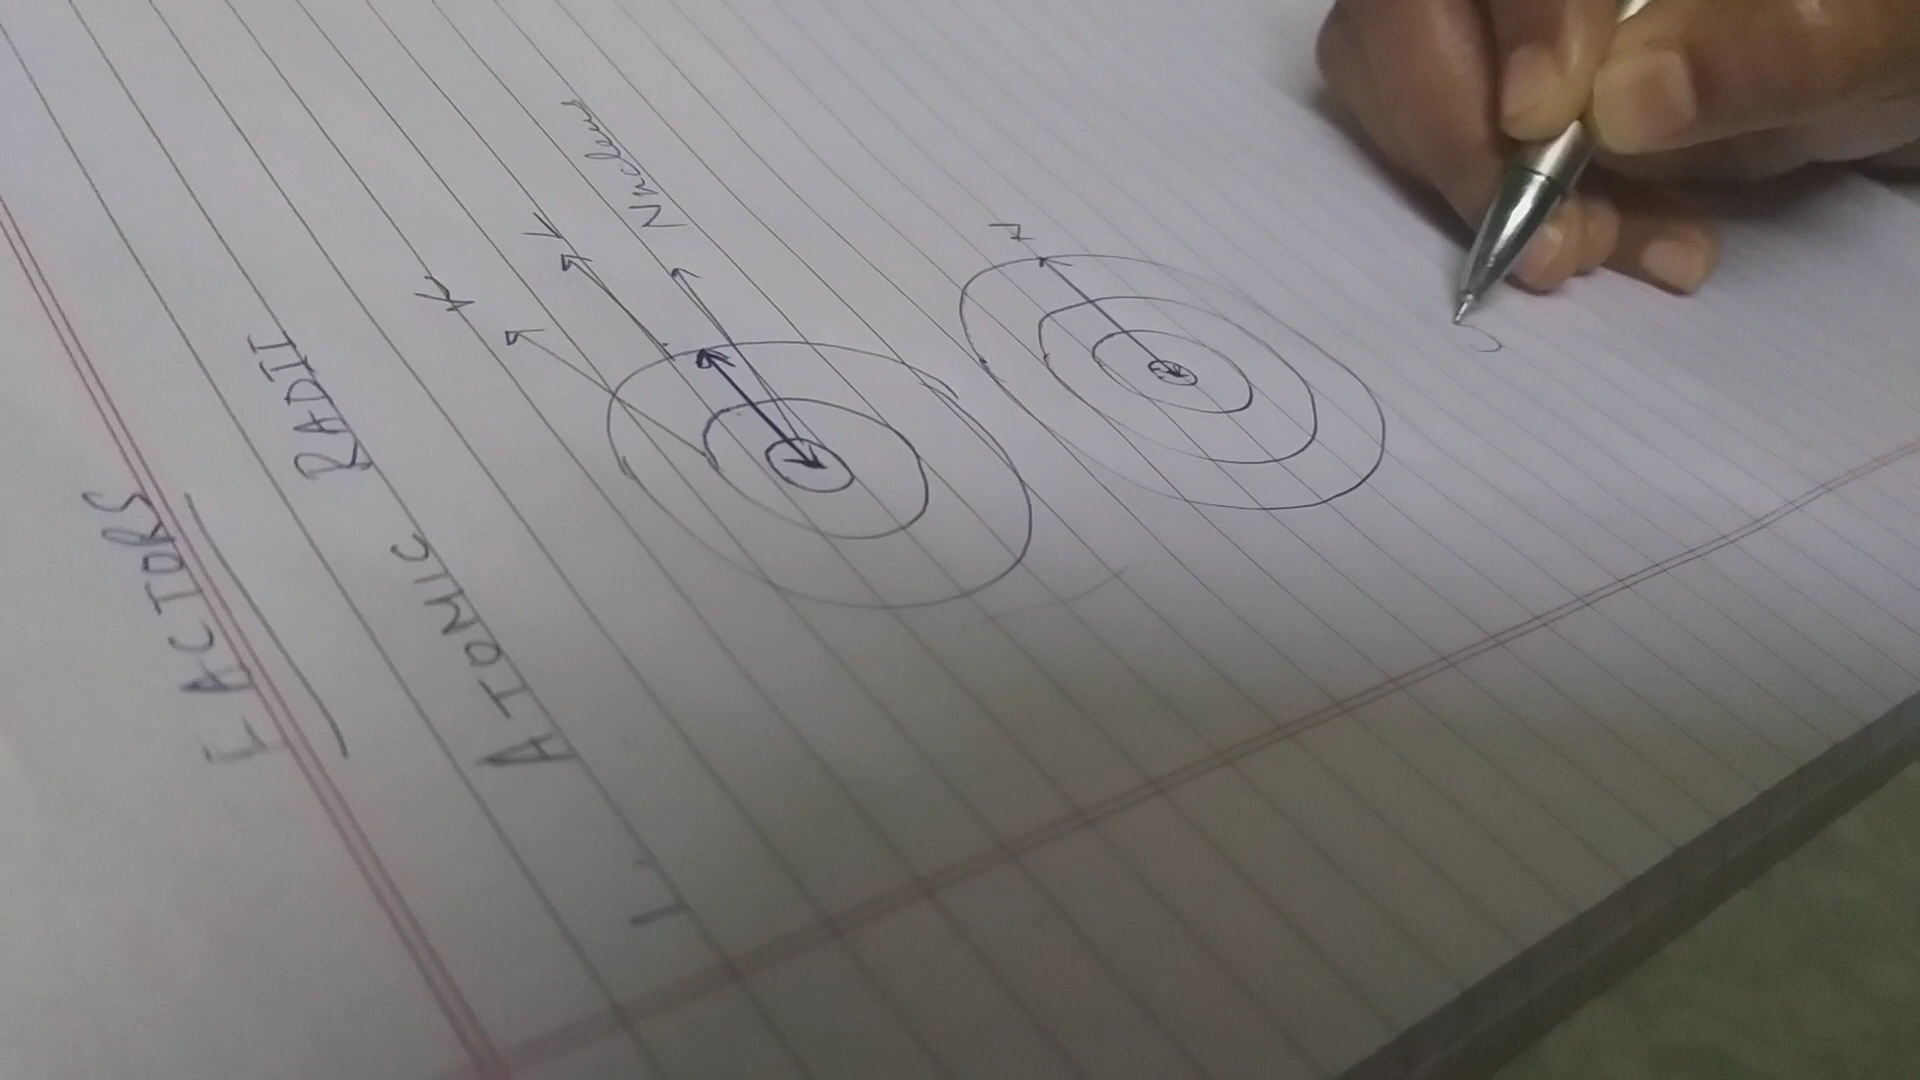 FACTORS
1. ATOMIC RADII
K
K
Nucleus